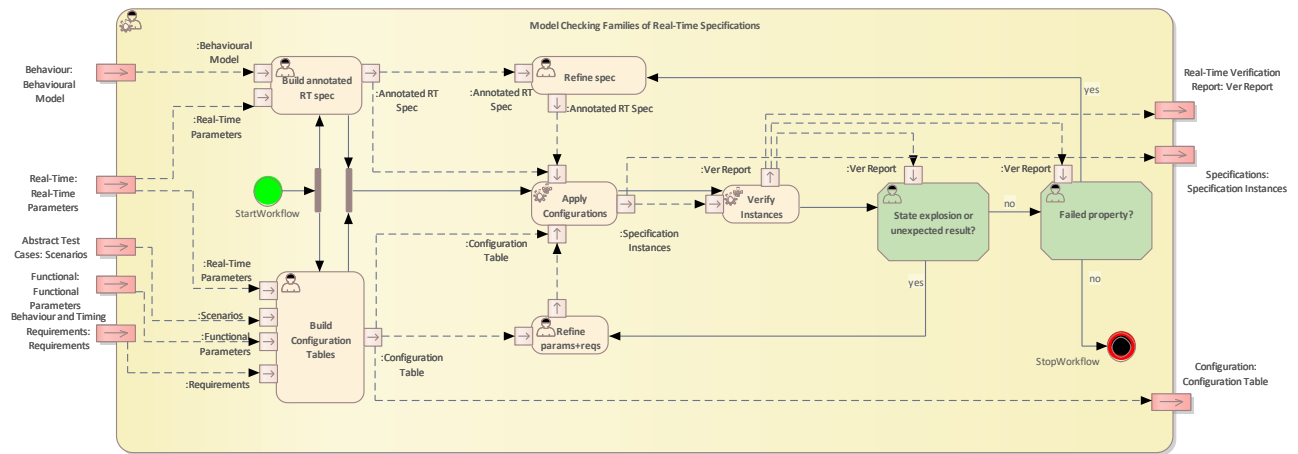 Model Checking Families of Real-Time Specifications
Behaviour:
Behavioural
Model
:Behavioural
Model
Build annotated
RT spec
:Annotated RT
Spec
:Annotated RT
Spec
Refine spec
:Annotated RT Spec
yes
Real-Time Verification
Report: Ver Report
:Real-Time
Parameters
Real-Time:
Real-Time
Parameters
StartWorkflow
Apply
Configurations
:Ver Report
Verify
Instances
:Ver Report
State explosion or
unexpected result?
no
:Ver Report
Failed property?
Specifications:
Specification Instances
Abstract Test
Cases: Scenarios
:Specification
Instances
:Configuration
Table
:Real-Time
Parameters
Functional:
Functional
Parameters
Behaviour and Timing
Requirements:
Requirements
:Scenarios
:Functional
Parameters
:Requirements
Build
Configuration
Tables
:Configuration
Table
Refine
params+reqs
yes
no
StopWorkflow
Configuration:
Configuration Table